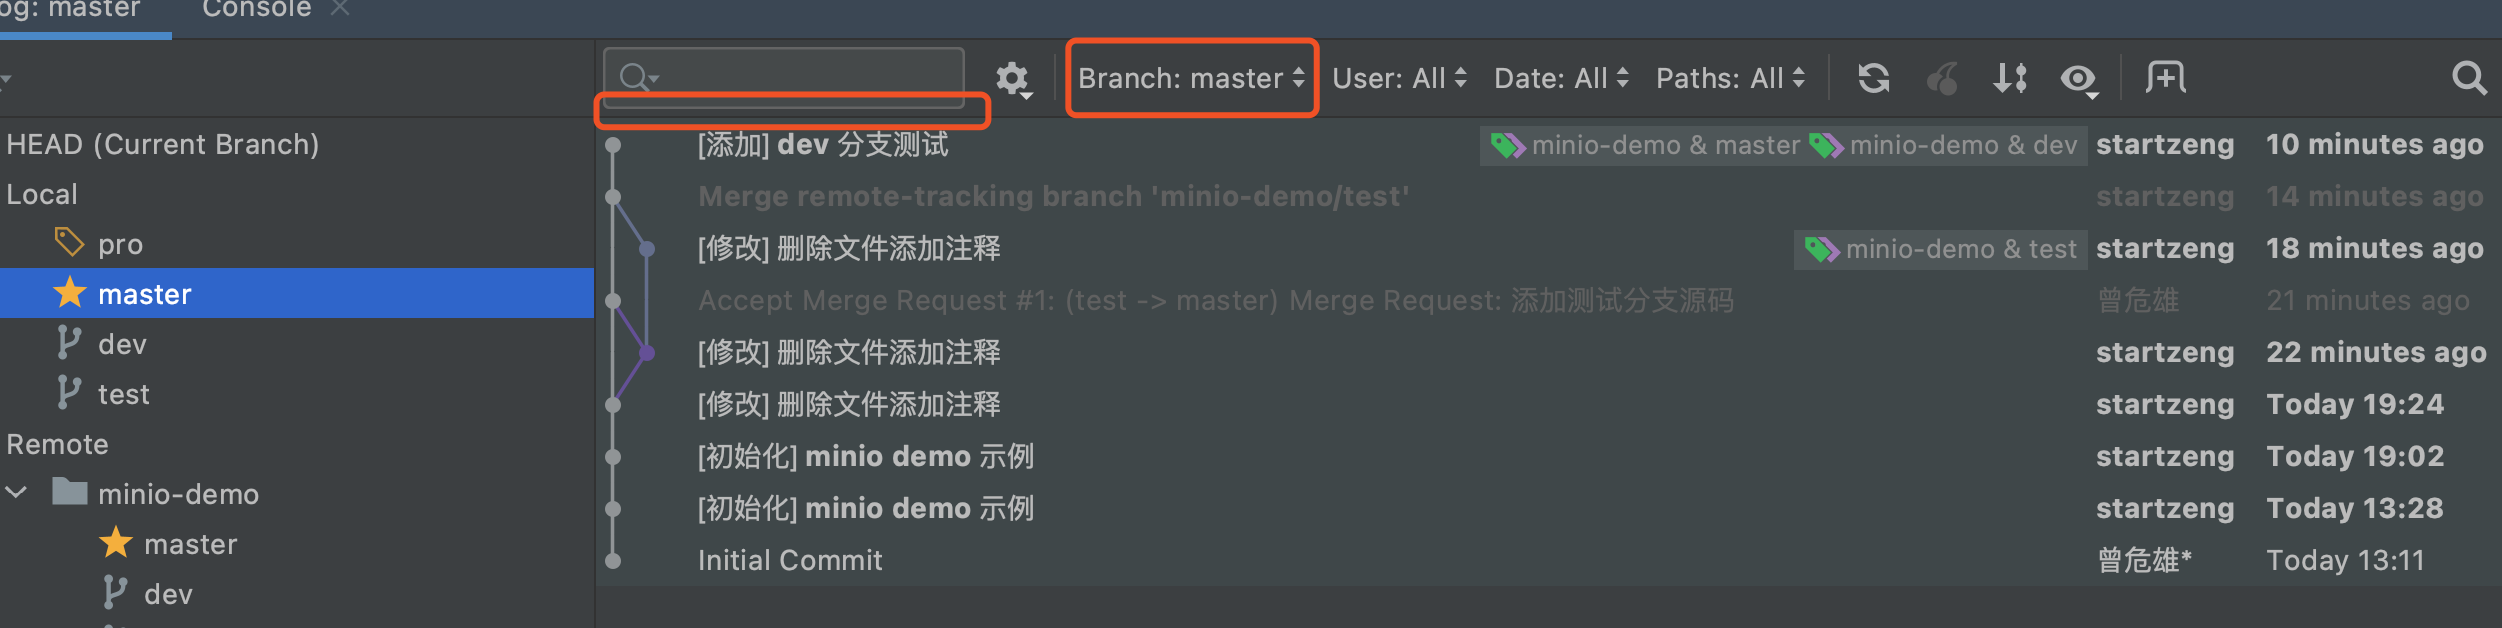 og: master Console
Branch: master User: All Date: All Paths: All
HEAD (Current Branch)
Local
pro
master
dev
test
Remote
minio-demo
master
dev
[添加] dev 分支测试 minio-demo & master minio-demo & dev startzeng 10 minutes ago
Merge remote-tracking branch 'minio-demo/test' startzeng 14 minutes ago
[修改] 删除文件添加注释 minio-demo & test startzeng 18 minutes ago
Accept Merge Request #1: (test -> master) Merge Request: 添加测试分支源码 曾危雄 21 minutes ago
[修改] 删除文件添加注释 startzeng 22 minutes ago
[修改] 删除文件添加注释 startzeng Today 19:24
[初始化] minio demo 示例 startzeng Today 19:02
[初始化] minio demo 示例 startzeng Today 13:28
Initial Commit 曾危雄* Today 13:11